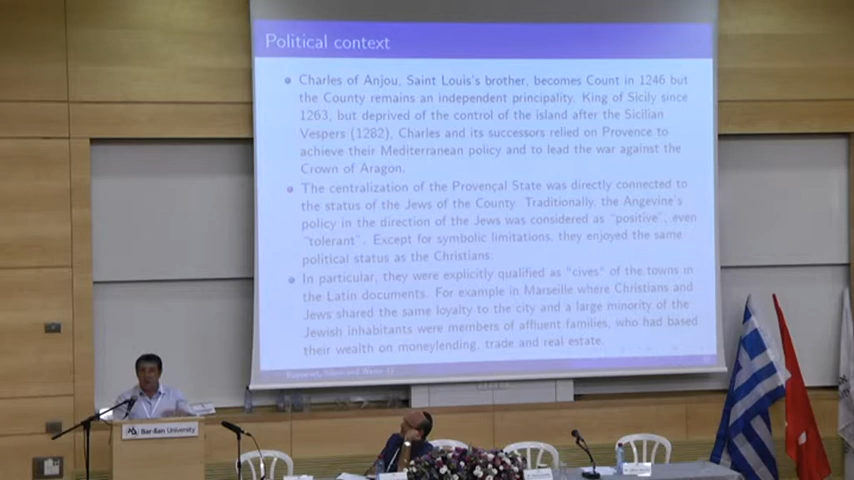 Political context
Charles of Anjou, Saint Louis's brother, becomes Count in 1246 but
the County remains an independent principality. King of Sicily since
1263, but deprived of the control of the island after the Sicilian
Vespers (1282), Charles and its successors relied on Provence to
achieve their Mediterranean policy and to lead the war against the
Crown of Aragon.
The centralization of the Provençal State was directly connected to
the status of the Jews of the County. Traditionally, the Angevine's
policy in the direction of the Jews was considered as "positive", even
"tolerant". Except for symbolic limitations, they enjoyed the same
political status as the Christians.
In particular, they were explicitly qualified as "cives" of the towns in
the Latin documents. For example in Marseille where Christians and
Jews shared the same loyalty to the city and a large minority of the
Jewish inhabitants were members of affluent families, who had based
their wealth on moneylending, trade and real estate.
Bar-Ilan University